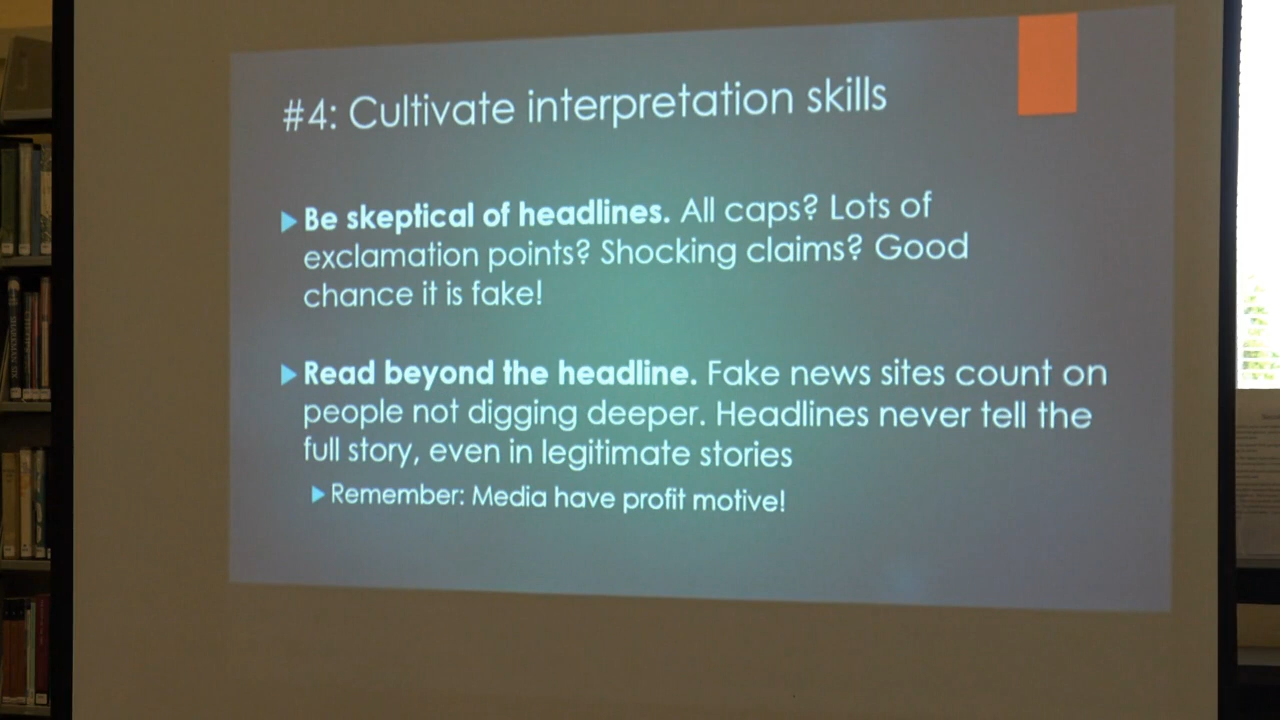 #4: Cultivate interpretation skills
Be skeptical of headlines. All caps? Lots of
exclamation points? Shocking claims? Good
chance it is fake!
Read beyond the headline. Fake news sites count on
people not digging deeper. Headlines never tell the
full story, even in legitimate stories
Remember: Media have profit motive!